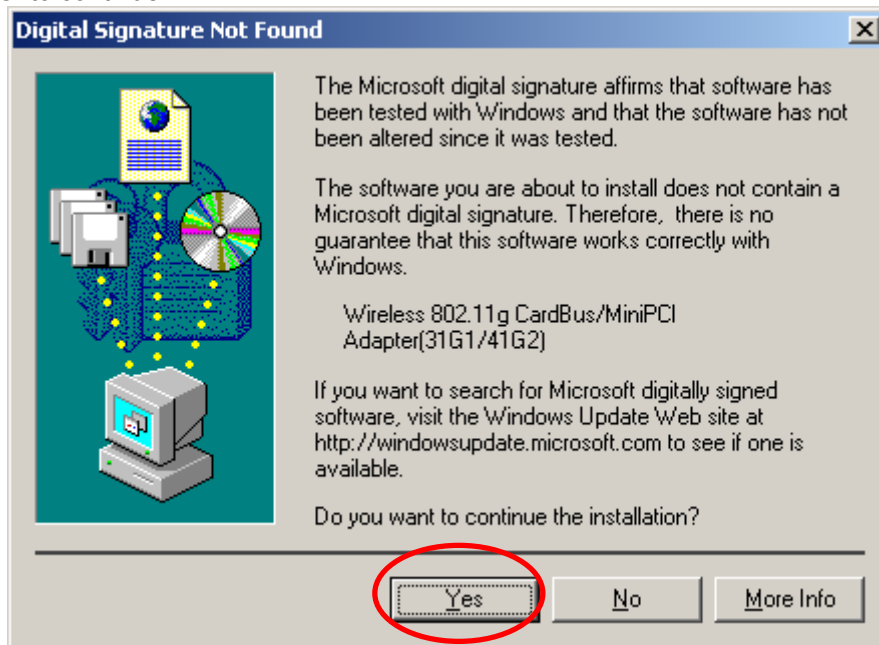 Digital Signature Not Found
The Microsoft digital signature affirms that software has
been tested with Windows and that the software has not
been altered since it was tested.
The software you are about to install does not contain a
Microsoft digital signature. Therefore, there is no
guarantee that this software works correctly with
Windows.
Wireless 802.11g CardBus/MiniPCI
Adapter(31G1/41G2)
If you want to search for Microsoft digitally signed
software, visit the Windows Update Web site at
http://windowsupdate.microsoft.com to see if one is
available.
Do you want to continue the installation?
Yes
No
More Info